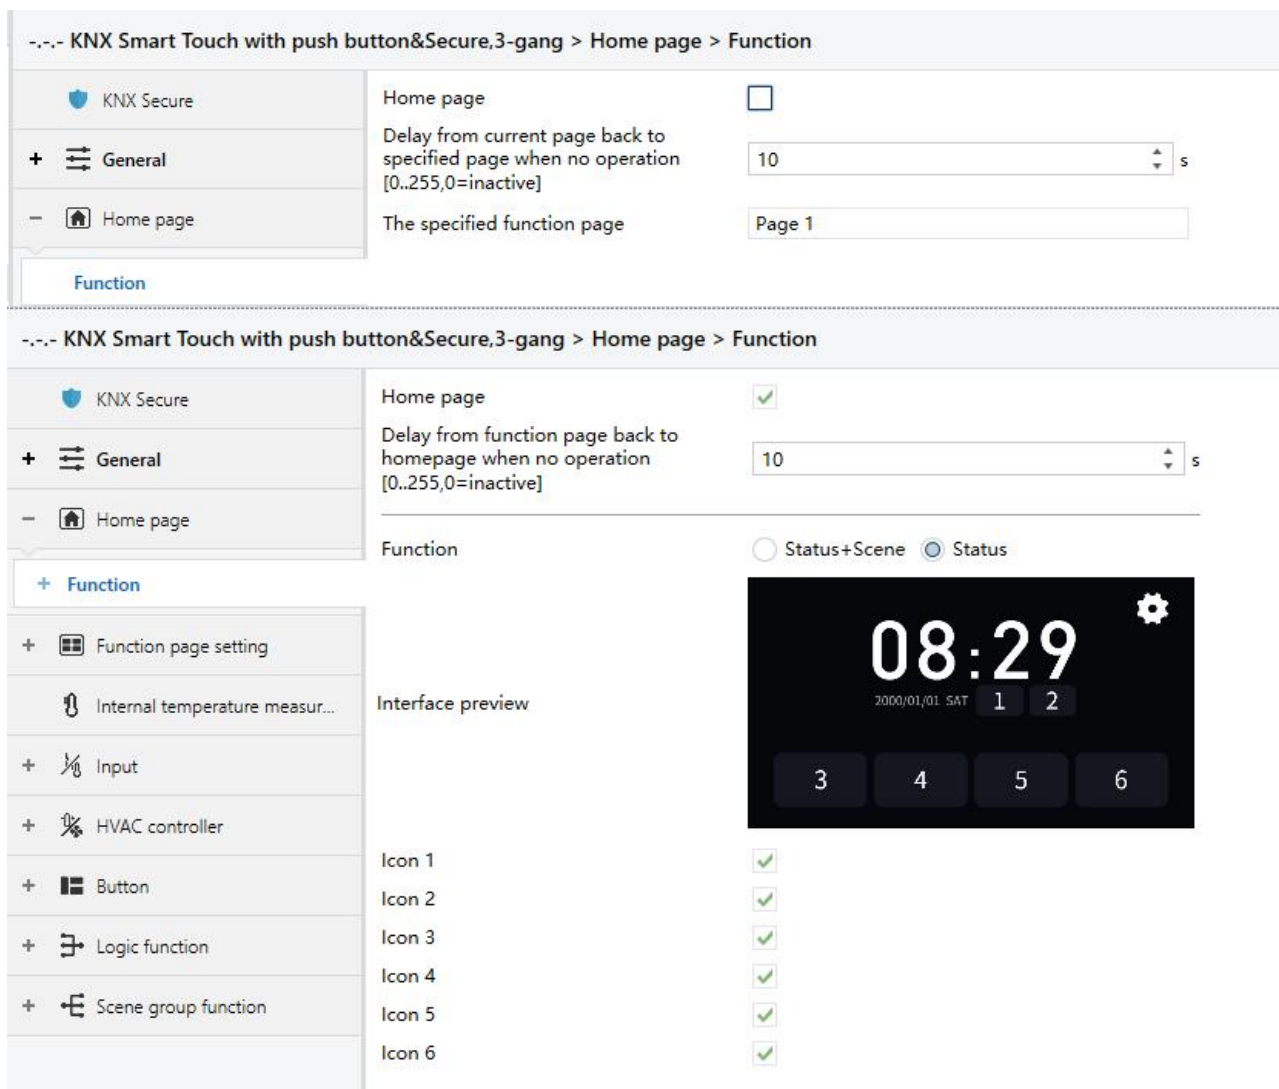 -.-.- KNX Smart Touch with push button&Secure,3-gang > Home page > Function
KNX Secure
+ General
− Home page
Function
Home page
Delay from current page back to
specified page when no operation
[0..255,0=inactive]
10 s
The specified function page
Page 1
-.-.- KNX Smart Touch with push button&Secure,3-gang > Home page > Function
KNX Secure
+ General
− Home page
+ Function
+ Function page setting
Internal temperature measur...
+ Input
+ HVAC controller
+ Button
+ Logic function
+ Scene group function
Home page
Delay from function page back to
homepage when no operation
[0..255,0=inactive]
10 s
Function
Status+Scene Status
Interface preview
08:29
2000/01/01 SAT 1 2
3 4 5 6
Icon 1
Icon 2
Icon 3
Icon 4
Icon 5
Icon 6